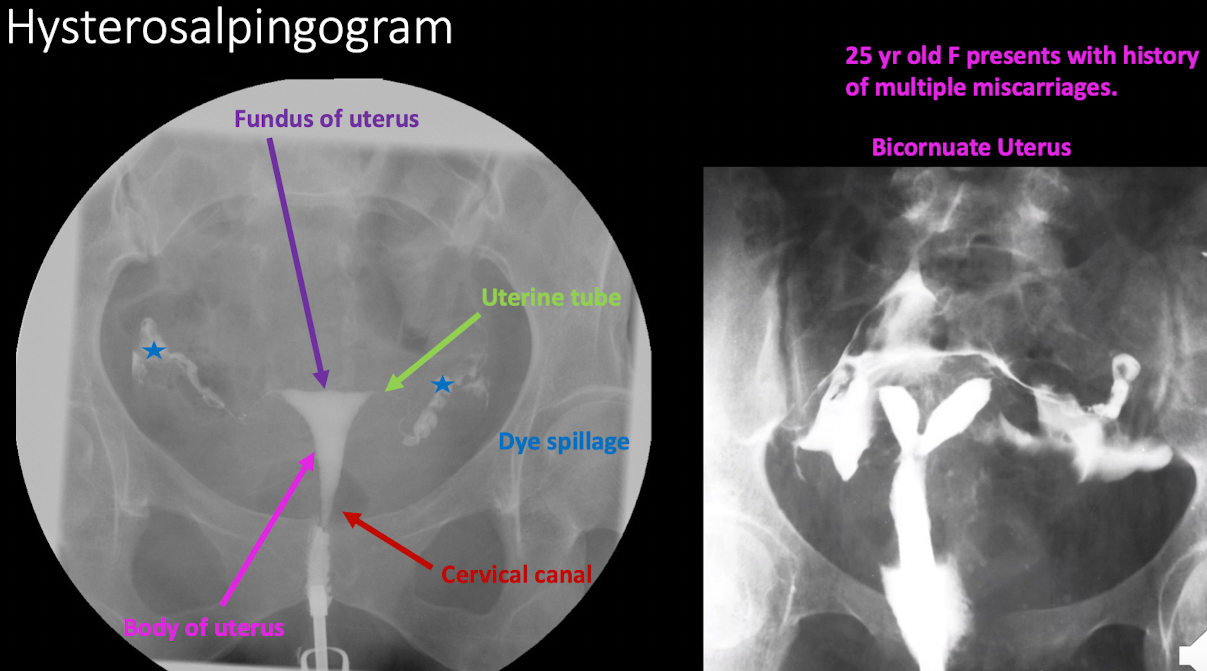 Hysterosalpingogram
25 yr old F presents with history
of multiple miscarriages.
Fundus of uterus
Bicornuate Uterus
Uterine tube
Dye spillage
Cervical canal
Body of uterus